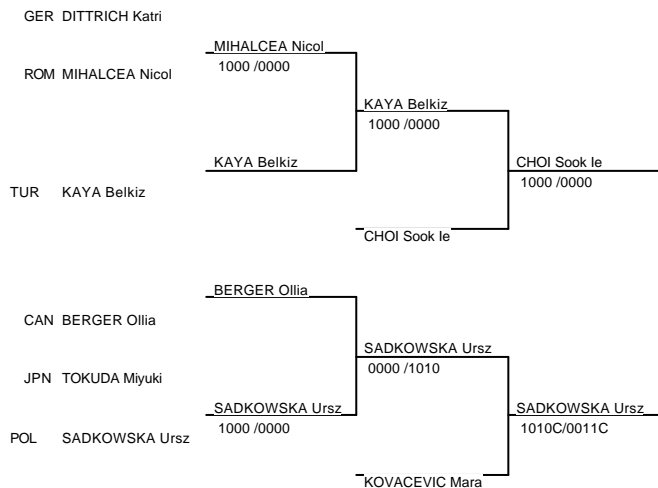 GER DITTRICH Katri
MIHALCEA Nicol
1000 /0000
ROM MIHALCEA Nicol
KAYA Belkiz
1000 /0000
KAYA Belkiz
CHOI Sook Ie
1000 /0000
TUR KAYA Belkiz
CHOI Sook Ie
BERGER Ollia
CAN BERGER Ollia
SADKOWSKA Ursz
0000 /1010
JPN TOKUDA Miyuki
SADKOWSKA Ursz
1000 /0000
SADKOWSKA Ursz
1010C/0011C
POL SADKOWSKA Ursz
KOVACEVIC Mara